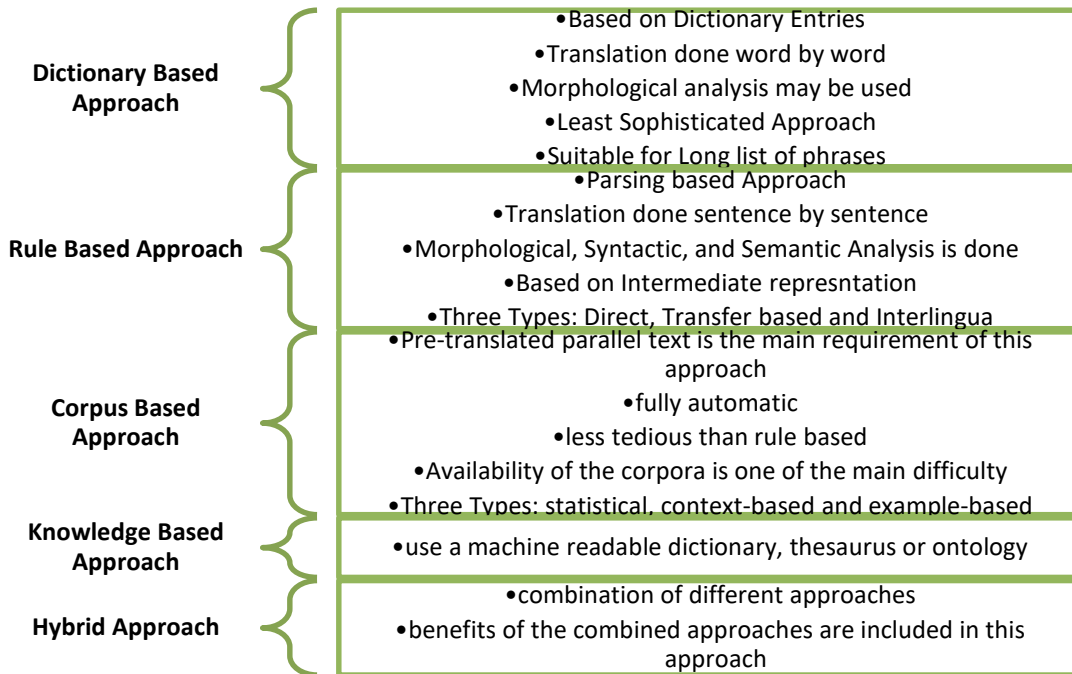 Dictionary Based
Approach
•Based on Dictionary Entries
•Translation done word by word
•Morphological analysis may be used
•Least Sophisticated Approach
•Suitable for Long list of phrases
Rule Based Approach
•Parsing based Approach
•Translation done sentence by sentence
•Morphological, Syntactic, and Semantic Analysis is done
•Based on Intermediate represntation
•Three Types: Direct, Transfer based and Interlingua
Corpus Based
Approach
•Pre-translated parallel text is the main requirement of this
approach
•fully automatic
•less tedious than rule based
•Availability of the corpora is one of the main difficulty
•Three Types: statistical, context-based and example-based
Knowledge Based
Approach
•use a machine readable dictionary, thesaurus or ontology
Hybrid Approach
•combination of different approaches
•benefits of the combined approaches are included in this
approach